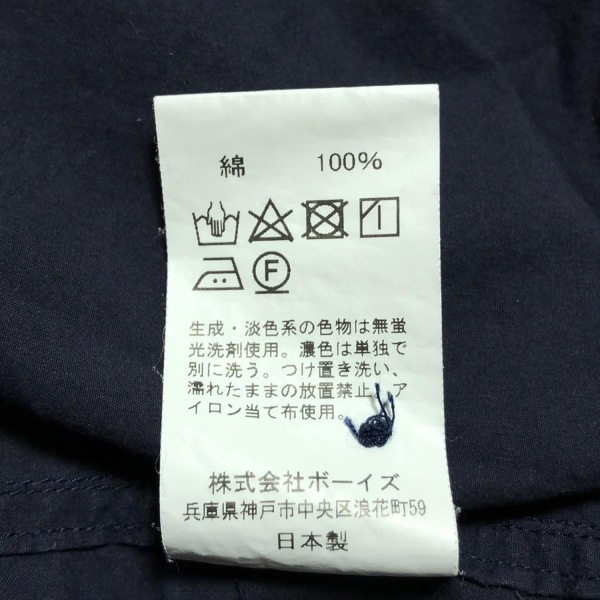 綿 100%
F
生成・淡色系の色物は無蛍
光洗剤使用。濃色は単独で
別に洗う。つけ置き洗い、
濡れたままの放置禁止。ア
イロン当て布使用。
株式会社ボーイズ
兵庫県神戸市中央区浪花町59
日本製